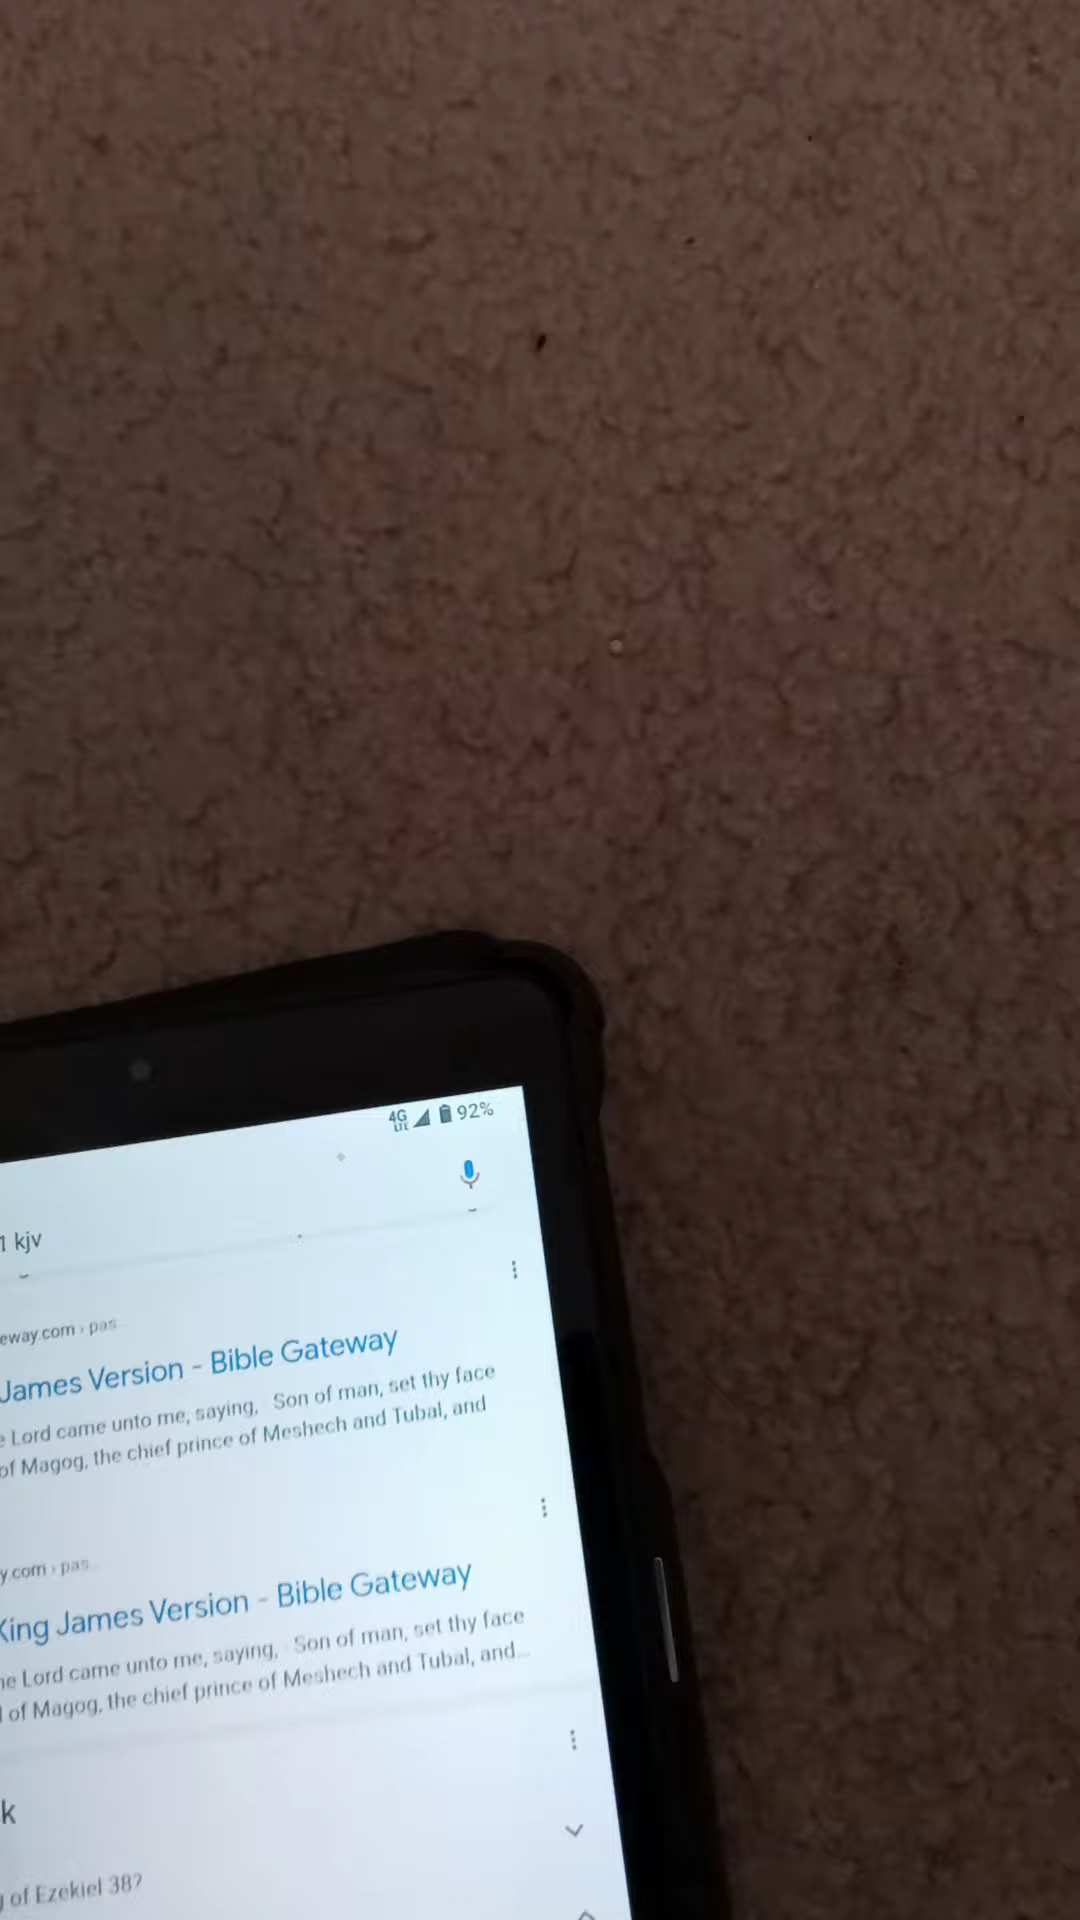 4G LTE 92%
1 kjv
eway.com › pas...
James Version - Bible Gateway
e Lord came unto me, saying, Son of man, set thy face
of Magog, the chief prince of Meshech and Tubal, and
y.com › pas...
King James Version - Bible Gateway
he Lord came unto me, saying, Son of man, set thy face
of Magog, the chief prince of Meshech and Tubal, and...
k
g of Ezekiel 38?